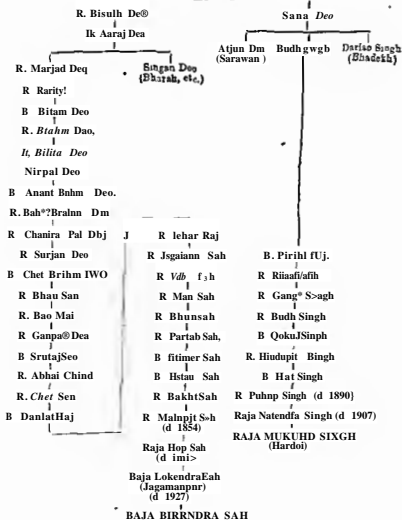 R. Bisulh De®
Ik Aaraj Dea
R. Marjad Deq
Singan Deo
(Bharah, etc.)
R Rarity!
B Bitam Deo
R. Btahm Dao,
It, Bilita Deo
Nirpal Deo
B Anant Bnhm Deo.
R. Bah*?Bralnn Dm
R Chanira Pal Dbj
R Surjan Deo
B Chet Brihm IWO
R Bhau San
R. Bao Mai
R Ganpa® Dea
B SrutajSeo
R. Abhai Chind
R. Chet Sen
B DanlatHaj
J
R lehar Raj
R Jsgaiann Sah
R Vdb f 3 h
R Man Sah
R Bhunsah
R Partab Sah,
B fitimer Sah
B Hstau Sah
R BakhtSah
R Malnpjt S»h
(d 1854)
Raja Hop Sah
(d imi>
Baja LokendraEah
(Jagamanpnr)
(d 1927)
BAJA BIRRNDRA SAH
Sana Deo
Atjun Dm
(Sarawan )
Budh gwgb
Dariao Singh
(Bhadekh)
B. Pirihl fUj.
R Riiaafi/afih
R Gang* S>agh
R Budh Singh
B QokuJSinph
R. Hiudupit Bingh
B Hat Singh
R Puhnp Singh (d 1890}
Raja Natendfa Singh (d 1907)
RAJA MUKUHD SIXGH
(Hardoi)